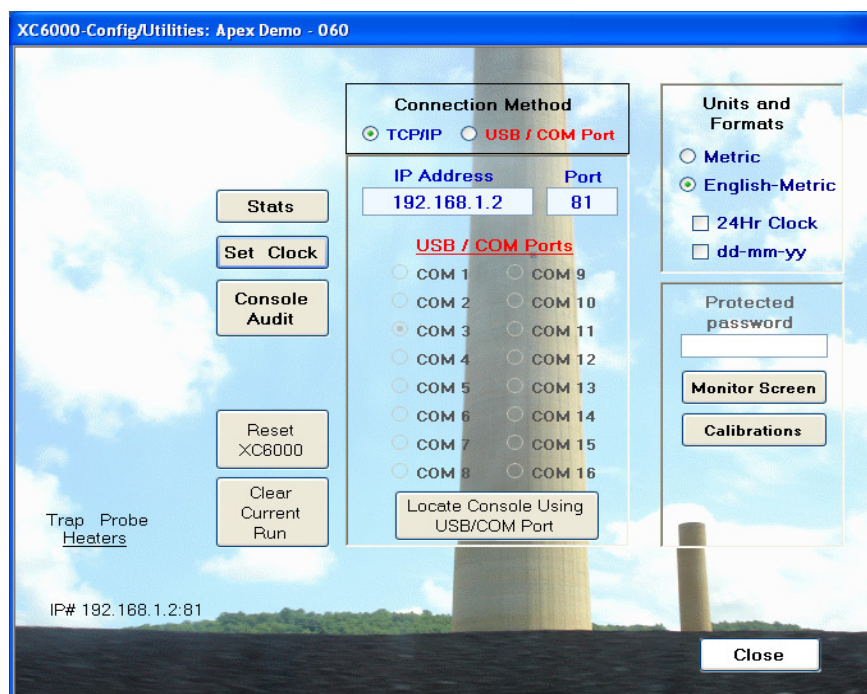 XC6000-Config/Utilities: Apex Demo - 060
Connection Method
TCP/IP
USB / COM Port
IP Address
Port
192.168.1.2
81
USB / COM Ports
COM 1
COM 9
COM 2
COM 10
COM 3
COM 11
COM 4
COM 12
COM 5
COM 13
COM 6
COM 14
COM 7
COM 15
COM 8
COM 16
Locate Console Using
USB/COM Port
Units and
Formats
Metric
English-Metric
24Hr Clock
dd-mm-yy
Protected
password
Monitor Screen
Calibrations
Stats
Set Clock
Console
Audit
Reset
XC6000
Clear
Current
Run
Trap Probe
Heaters
IP# 192.168.1.2:81
Close